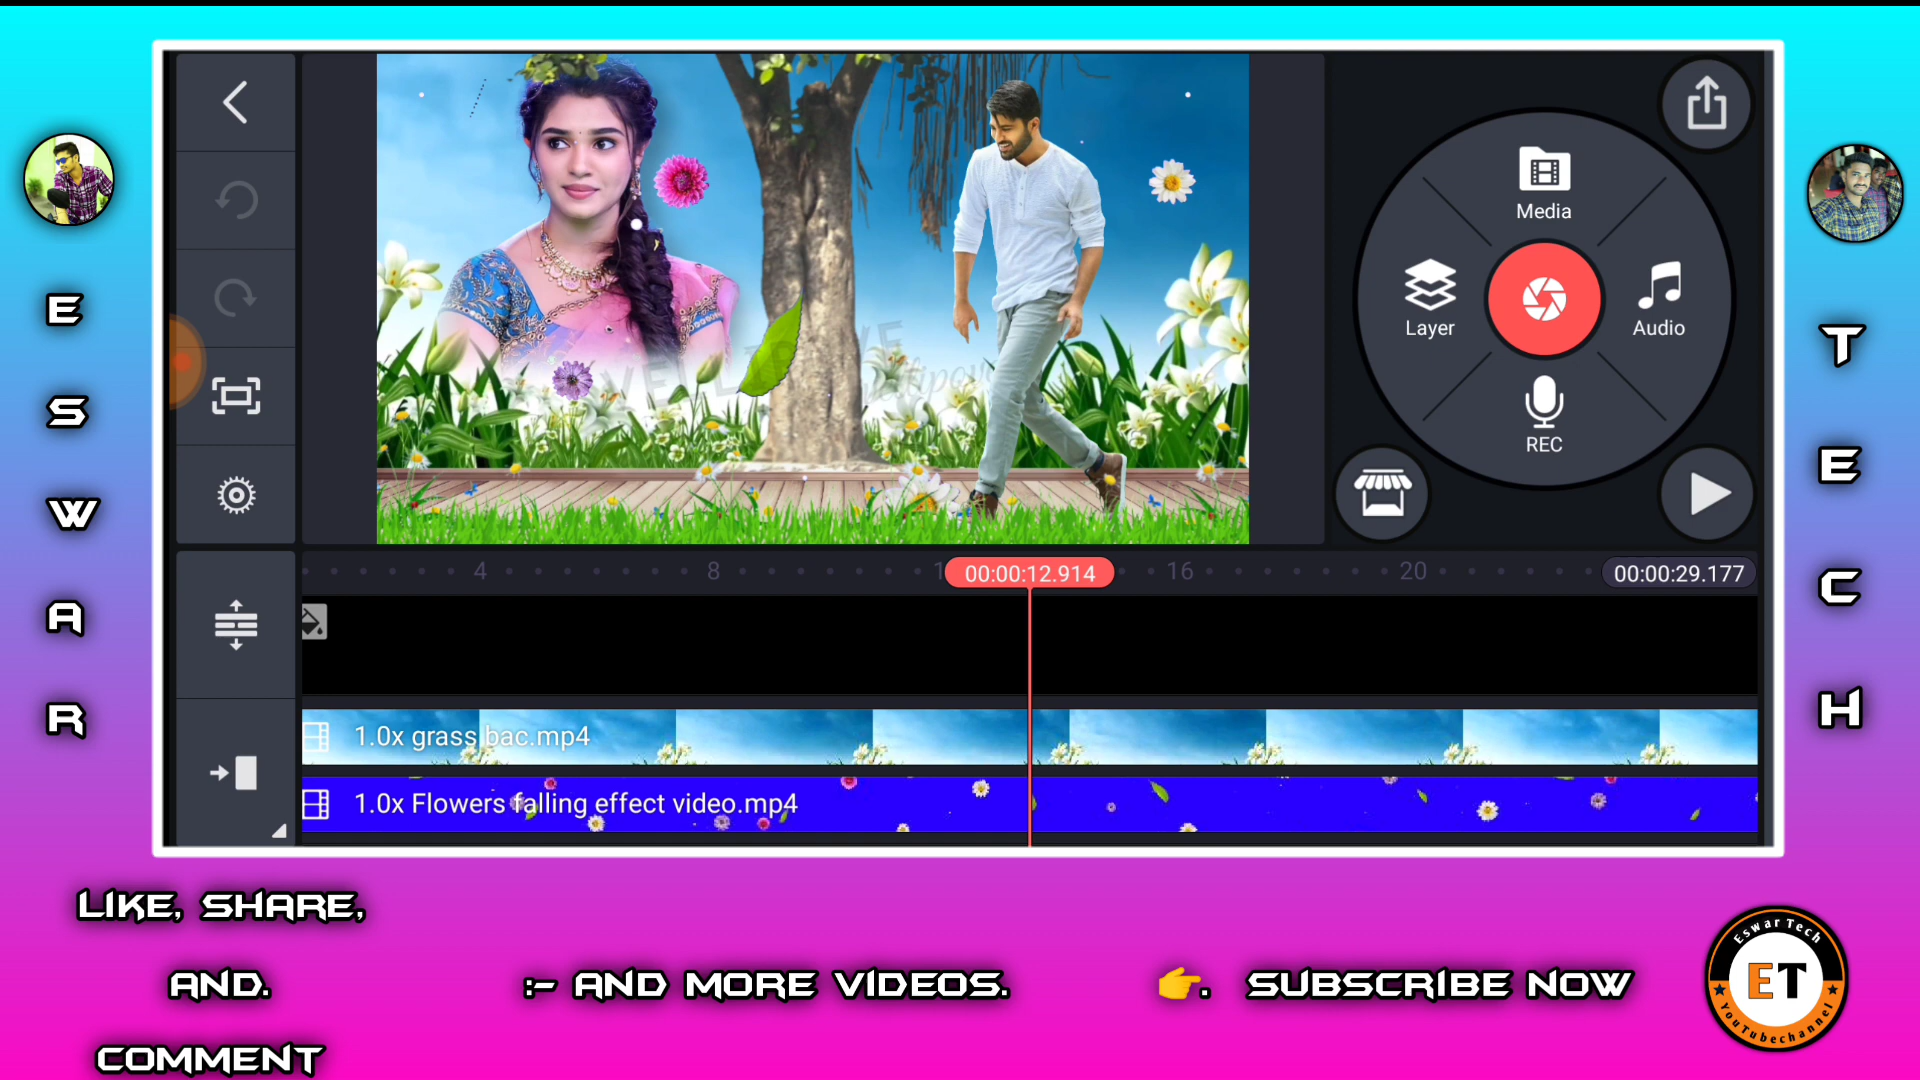 E
S
W
A
R
T
E
C
H
Media
Layer
Audio
REC
4
8
00:00:12.914
16
20
00:00:29.177
1.0x grass bac.mp4
1.0x Flowers falling effect video.mp4
LIKE, SHARE,
AND.
COMMENT
:- AND MORE VIDEOS.
👉. SUBSCRIBE NOW
Eswar Tech
ET
YouTubechannel